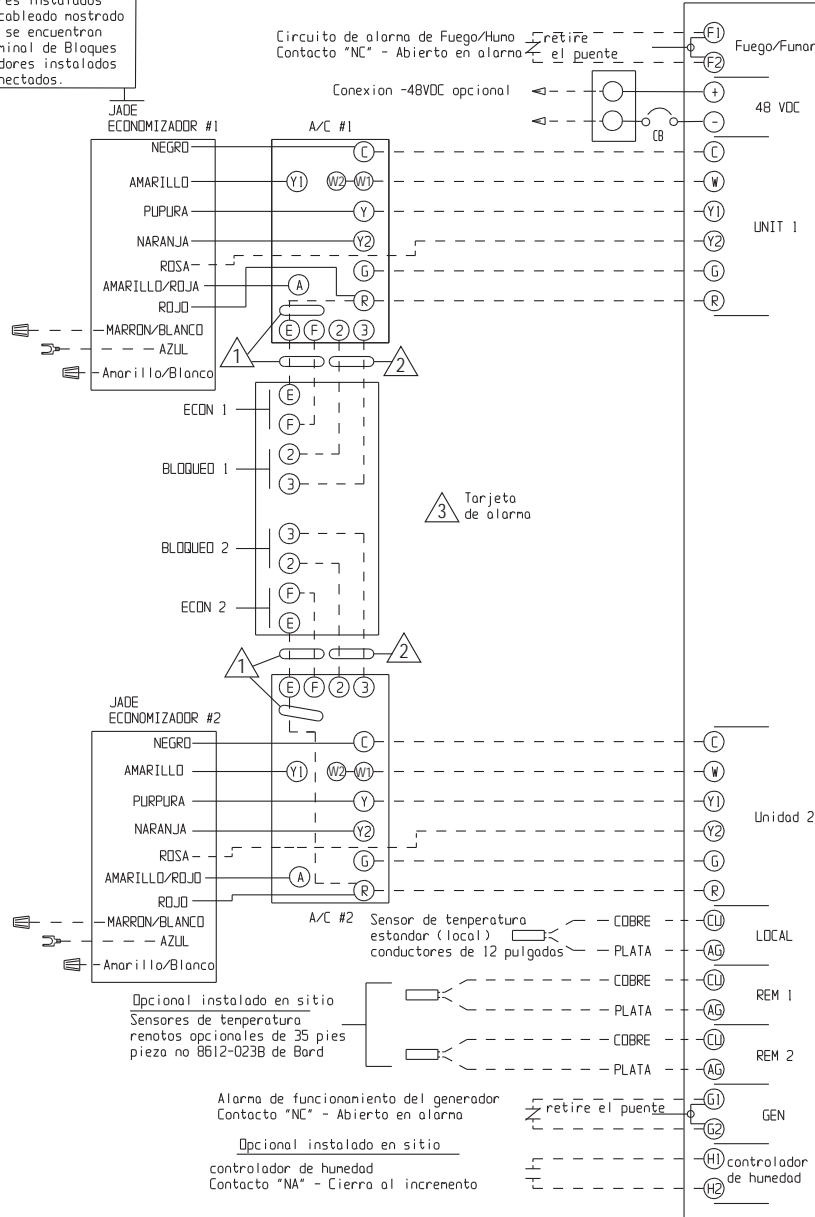 cableado mostrado
se encuentran
Circuito de alarma de Fuego/Humo
Contacto "NC" - Abierto en alarma
retire
el puente
F1
F2
Fuego/Fumar
Conexion -48VDC opcional
+
-
CB
48 VDC
JADE
ECONOMIZADOR #1
A/C #1
NEGRO
AMARILLO
PUPURA
NARANJA
ROSA
AMARILLO/ROJA
ROJO
MARRON/BLANCO
AZUL
Amarillo/Blanco
C
Y1
W2
W1
Y
Y2
G
A
R
E
F
2
3
C
W
Y1
Y2
G
R
UNIT 1
1
2
ECON 1
E
F
BLOQUEO 1
2
3
BLOQUEO 2
3
2
ECON 2
F
E
3
Tarjeta
de alarma
1
2
E
F
2
3
JADE
ECONOMIZADOR #2
NEGRO
AMARILLO
PURPURA
NARANJA
ROSA
AMARILLO/ROJO
ROJO
MARRON/BLANCO
AZUL
Amarillo/Blanco
C
Y1
W2
W1
Y
Y2
G
A
R
A/C #2
C
W
Y1
Y2
G
R
Unidad 2
Sensor de temperatura
estandar (local)
conductores de 12 pulgadas
COBRE
PLATA
CU
AG
LOCAL
Opcional instalado en sitio
Sensores de temperatura
remotos opcionales de 35 pies
pieza no 8612-023B de Bard
COBRE
PLATA
CU
AG
REM 1
COBRE
PLATA
CU
AG
REM 2
Alarma de funcionamiento del generador
Contacto "NC" - Abierto en alarma
retire el puente
G1
G2
GEN
Opcional instalado en sitio
controlador de humedad
Contacto "NA" - Cierra al incremento
H1
H2
controlador
de humedad